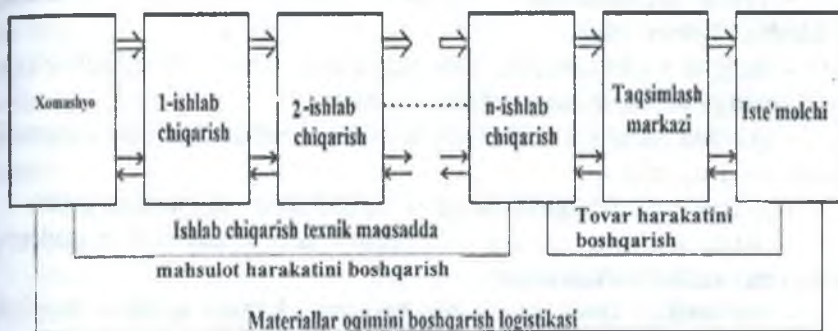 Xomashyo
1-ishlab
chiqarish
2-ishlab
chiqarish
n-ishlab
chiqarish
Taqsimlash
markazi
Iste'molchi
Ishlab chiqarish texnik maqsadda
mahsulot harakatini boshqarish
Tovar harakatini
boshqarish
Materiallar oqimini boshqarish logistikasi